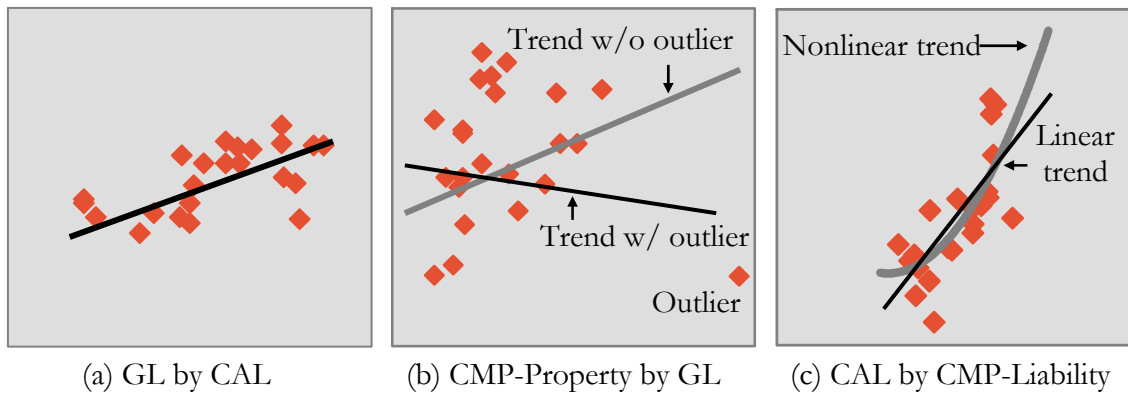 Trend w/o outlier
Trend w/ outlier
Outlier
Nonlinear trend
Linear
trend
(a) GL by CAL
(b) CMP-Property by GL
(c) CAL by CMP-Liability